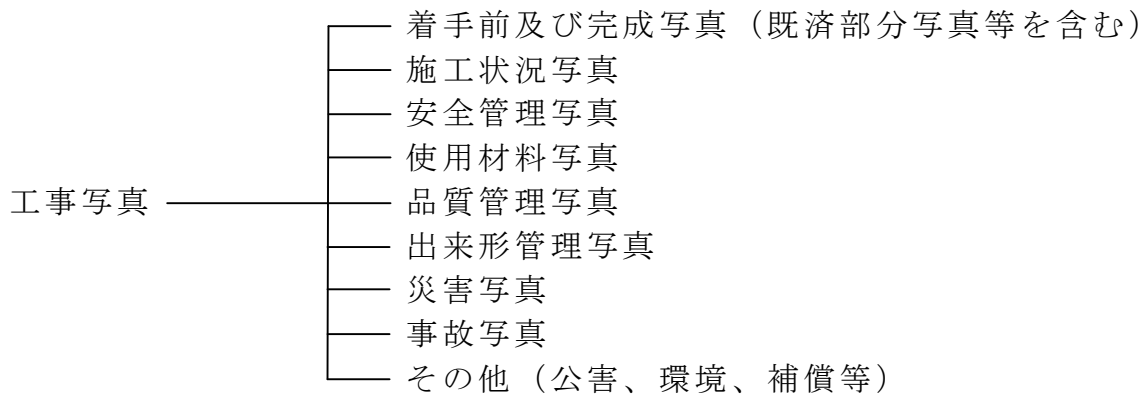 着手前及び完成写真（既済部分写真等を含む）
施工状況写真
安全管理写真
使用材料写真
工事写真
品質管理写真
出来形管理写真
災害写真
事故写真
その他（公害、環境、補償等）